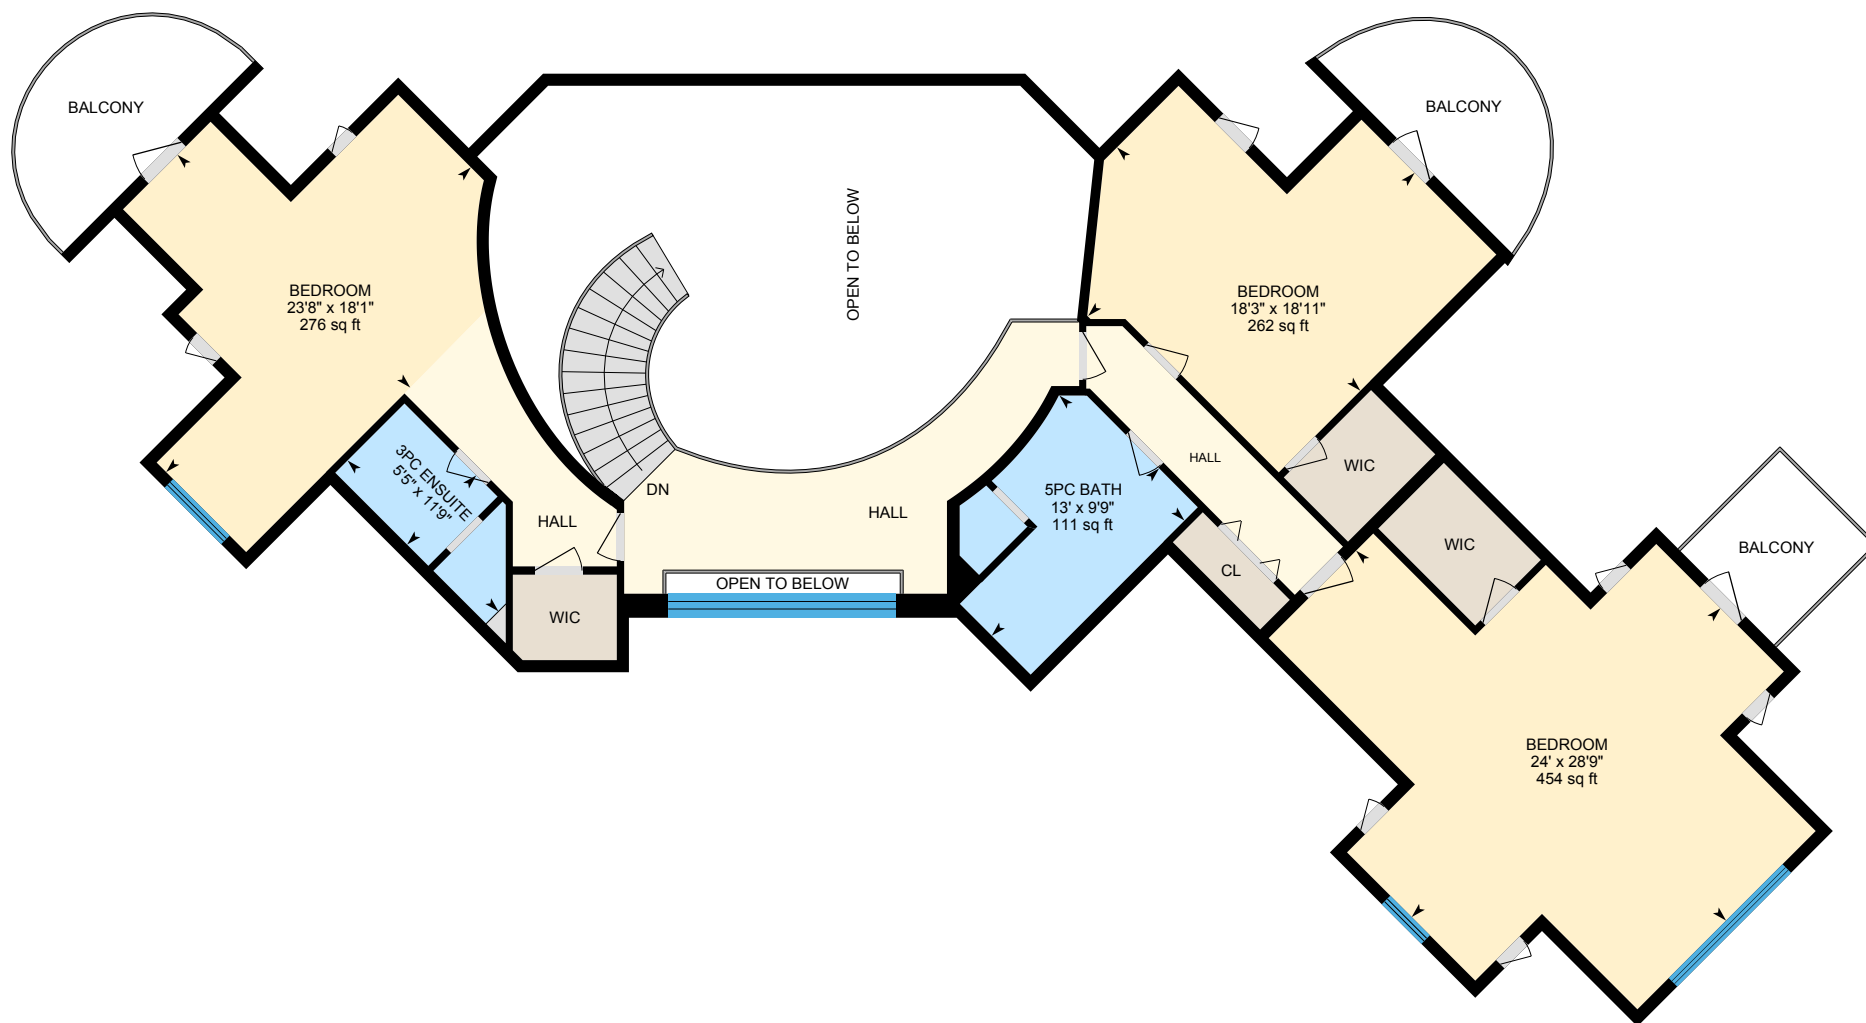 BALCONY
BALCONY
OPEN TO BELOW
BEDROOM
23'8" x 18'1"
276 sq ft
BEDROOM
18'3" x 18'11"
262 sq ft
3PC ENSUITE
5'5" x 11'9"
HALL
WIC
DN
HALL
OPEN TO BELOW
5PC BATH
13' x 9'9"
111 sq ft
HALL
CL
WIC
WIC
BALCONY
BEDROOM
24' x 28'9"
454 sq ft